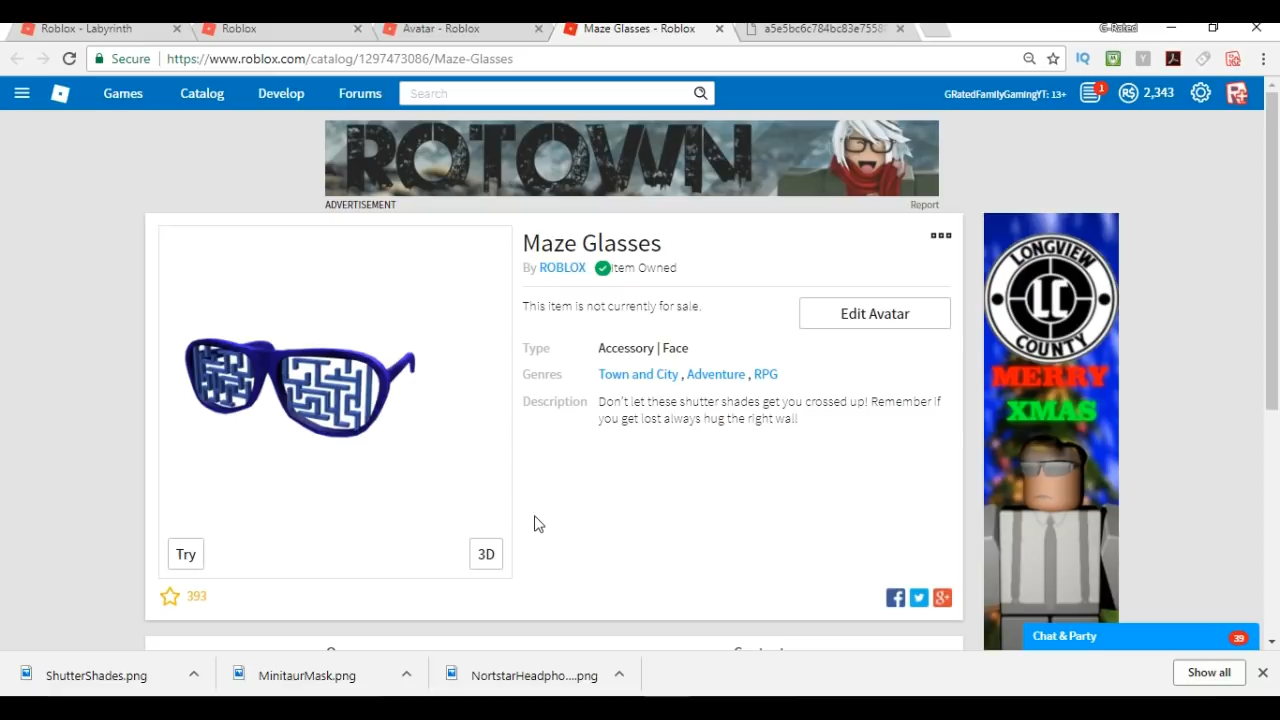 Roblox - Labyrinth
Roblox
Avatar - Roblox
Maze Glasses - Roblox
a5e5bc6c784bc83e7558
G-Rated
Secure
https://www.roblox.com/catalog/1297473086/Maze-Glasses
IQ
Games
Catalog
Develop
Forums
Search
GRatedFamilyGamingYT: 13+
1
R$ 2,343
ROTOWN
ADVERTISEMENT
Report
Maze Glasses
By ROBLOX
Item Owned
This item is not currently for sale.
Edit Avatar
Type
Accessory | Face
Genres
Town and City , Adventure , RPG
Description
Don't let these shutter shades get you crossed up! Remember if
you get lost always hug the right wall
Try
3D
393
LONGVIEW
LC
COUNTY
MERRY
XMAS
Chat & Party
39
ShutterShades.png
MinitaurMask.png
NortstarHeadpho....png
Show all